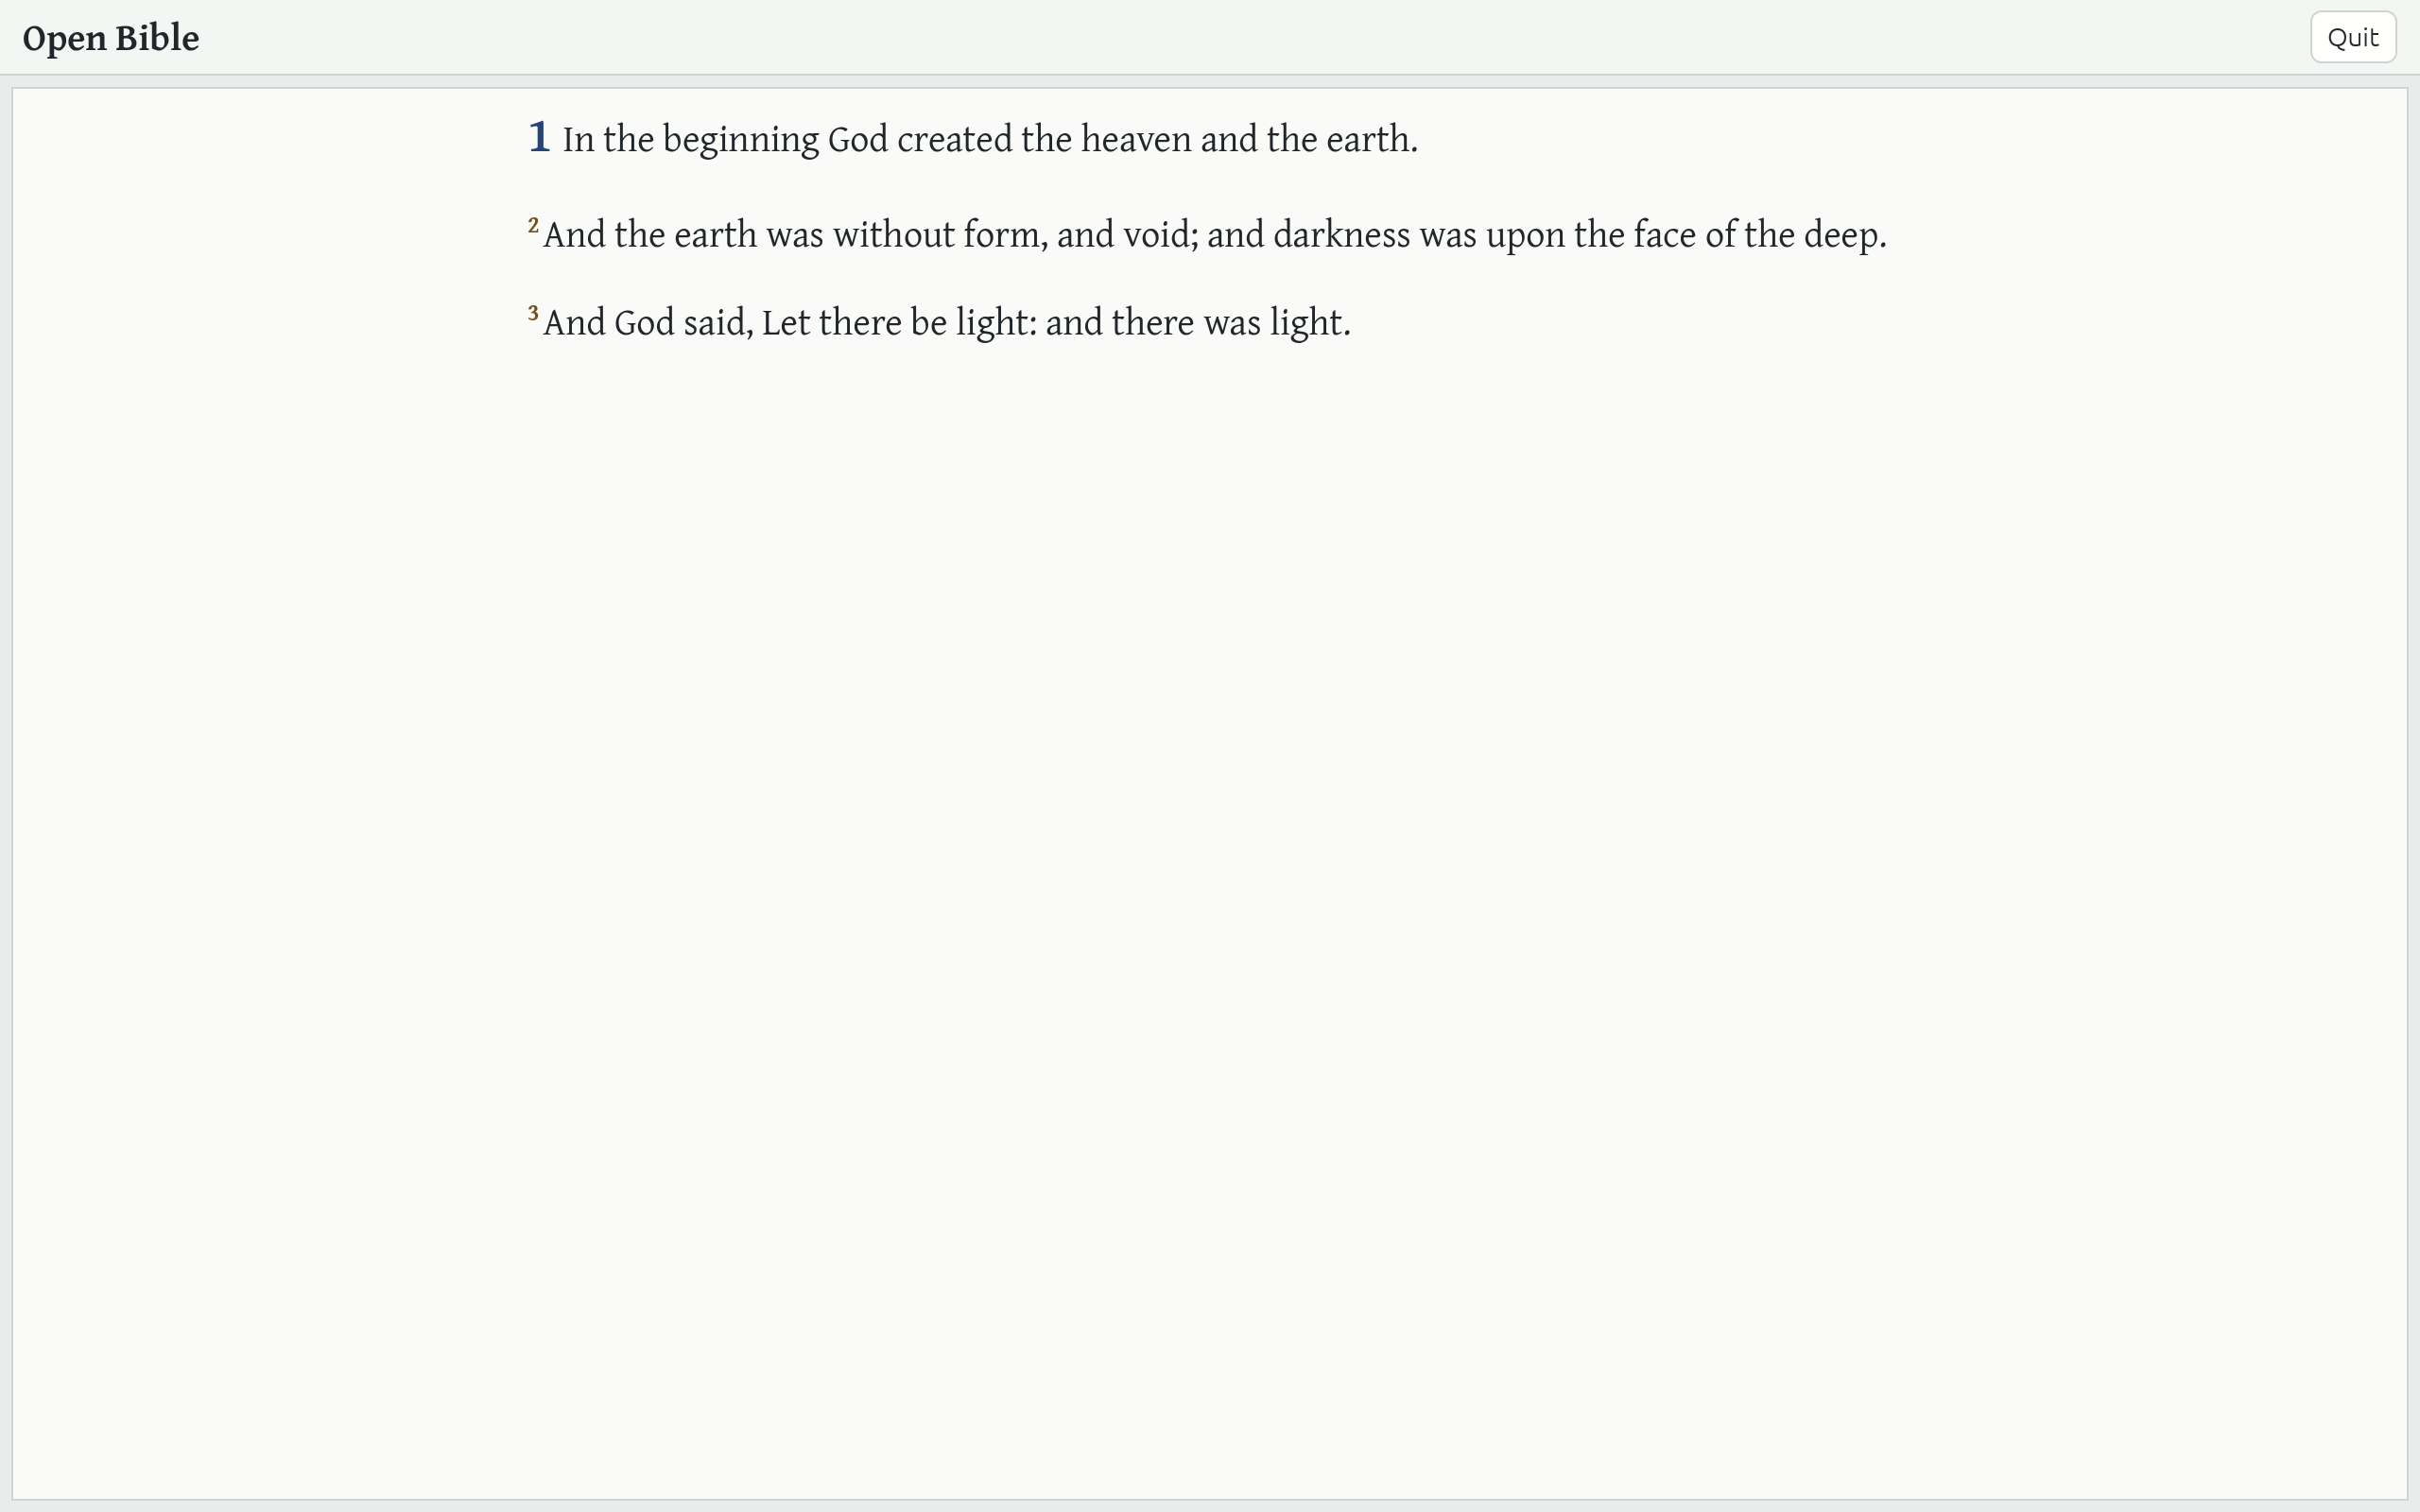 Open Bible
Quit
1 In the beginning God created the heaven and the earth.
2 And the earth was without form, and void; and darkness was upon the face of the deep.
3 And God said, Let there be light: and there was light.